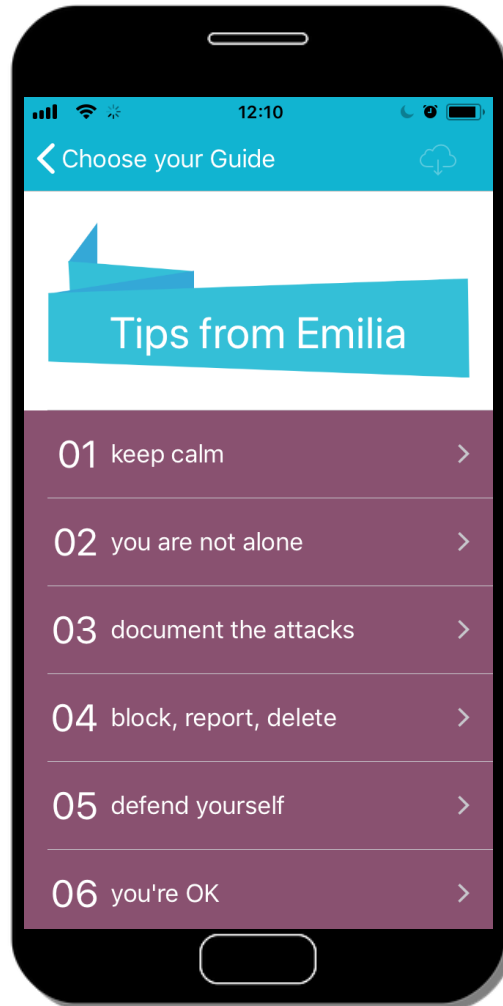 12:10
Choose your Guide
Tips from Emilia
01 keep calm
02 you are not alone
03 document the attacks
04 block, report, delete
05 defend yourself
06 you're OK